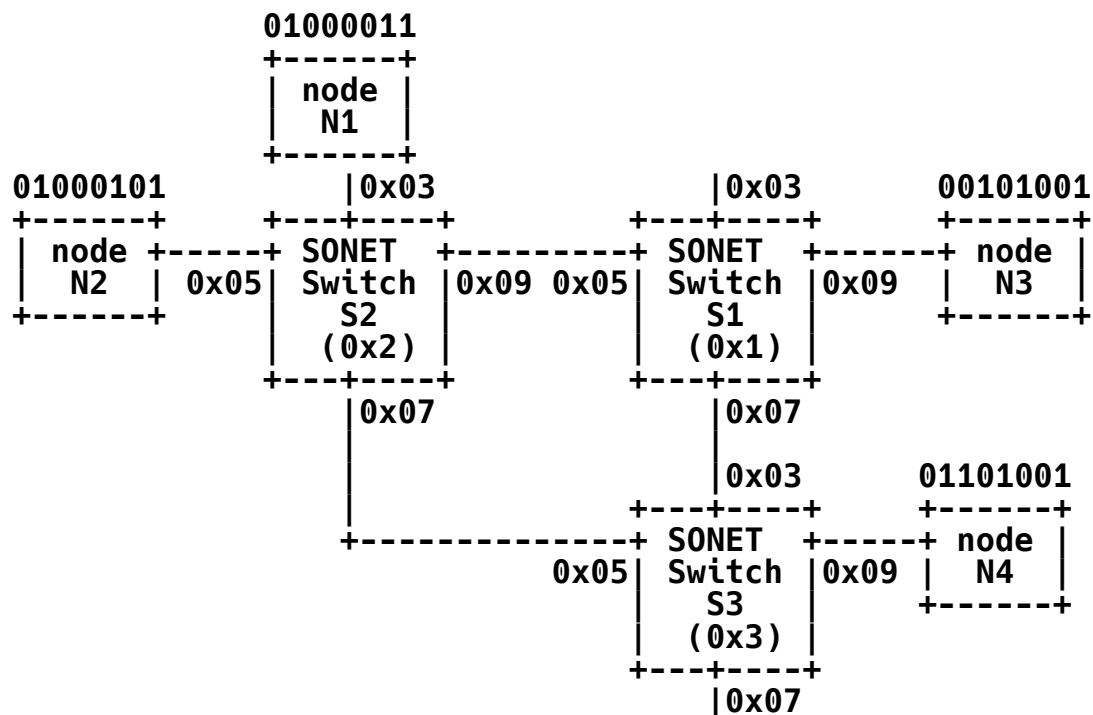 01000011
node
N1
|0x03 |0x03
01000101 00101001
node SONET SONET node
N2 0x05 Switch 0x09 0x05 Switch 0x09 N3
S2 S1
(0x2) (0x1)
0x07 0x07
0x03 01101001
SONET node
0x05 Switch 0x09 N4
S3
(0x3)
0x07